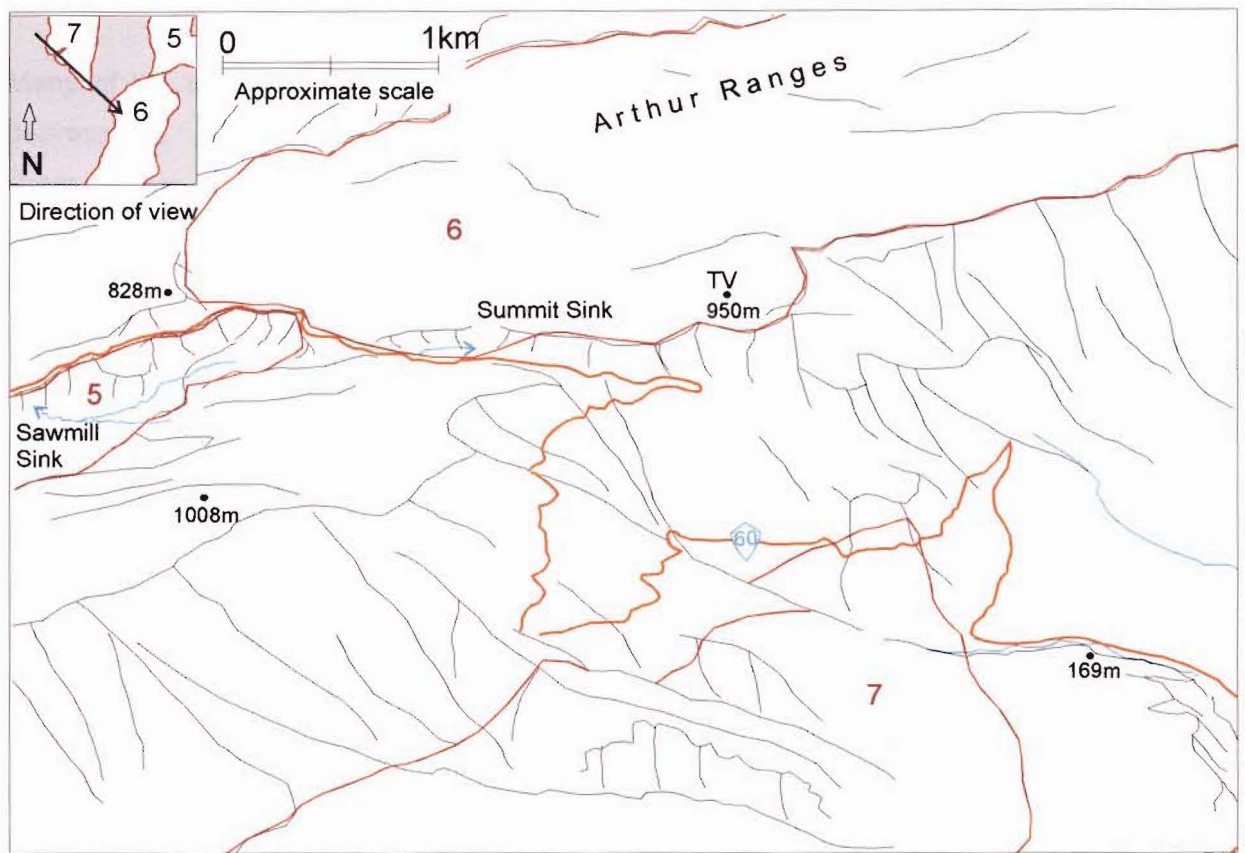 7
5
6
N
Direction of view
0 1km
Approximate scale
Arthur Ranges
6
828m
TV
950m
Summit Sink
5
Sawmill
Sink
1008m
60
169m
7